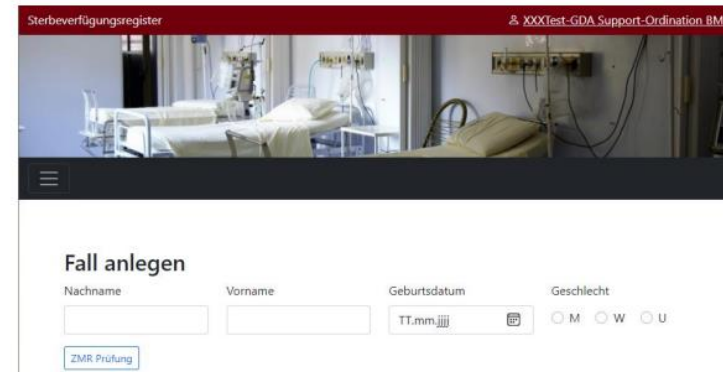 Sterbeverfügungsregister
XXXTest-GDA Support-Ordination BM
Fall anlegen
Nachname Vorname Geburtsdatum Geschlecht
TT.mm.jjjj M W U
ZMR Prüfung